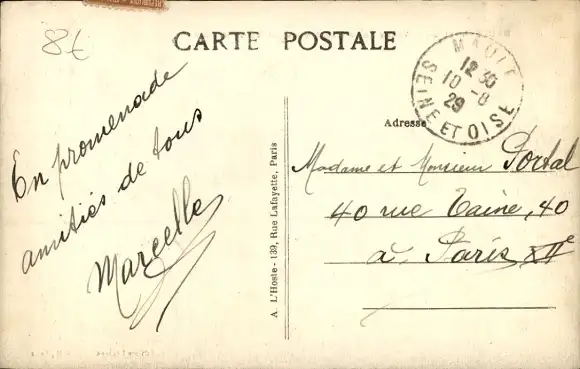 8€
CARTE POSTALE
MAULE
12 30
10 - 8
29
SEINE ET OISE
Adresse
En promenade
amitiés de tous
Marcelle
A. L'Hoste - 139, Rue Lafayette, Paris
Madame et Monsieur Portal
40 rue Taine, 40
à Paris XIIe